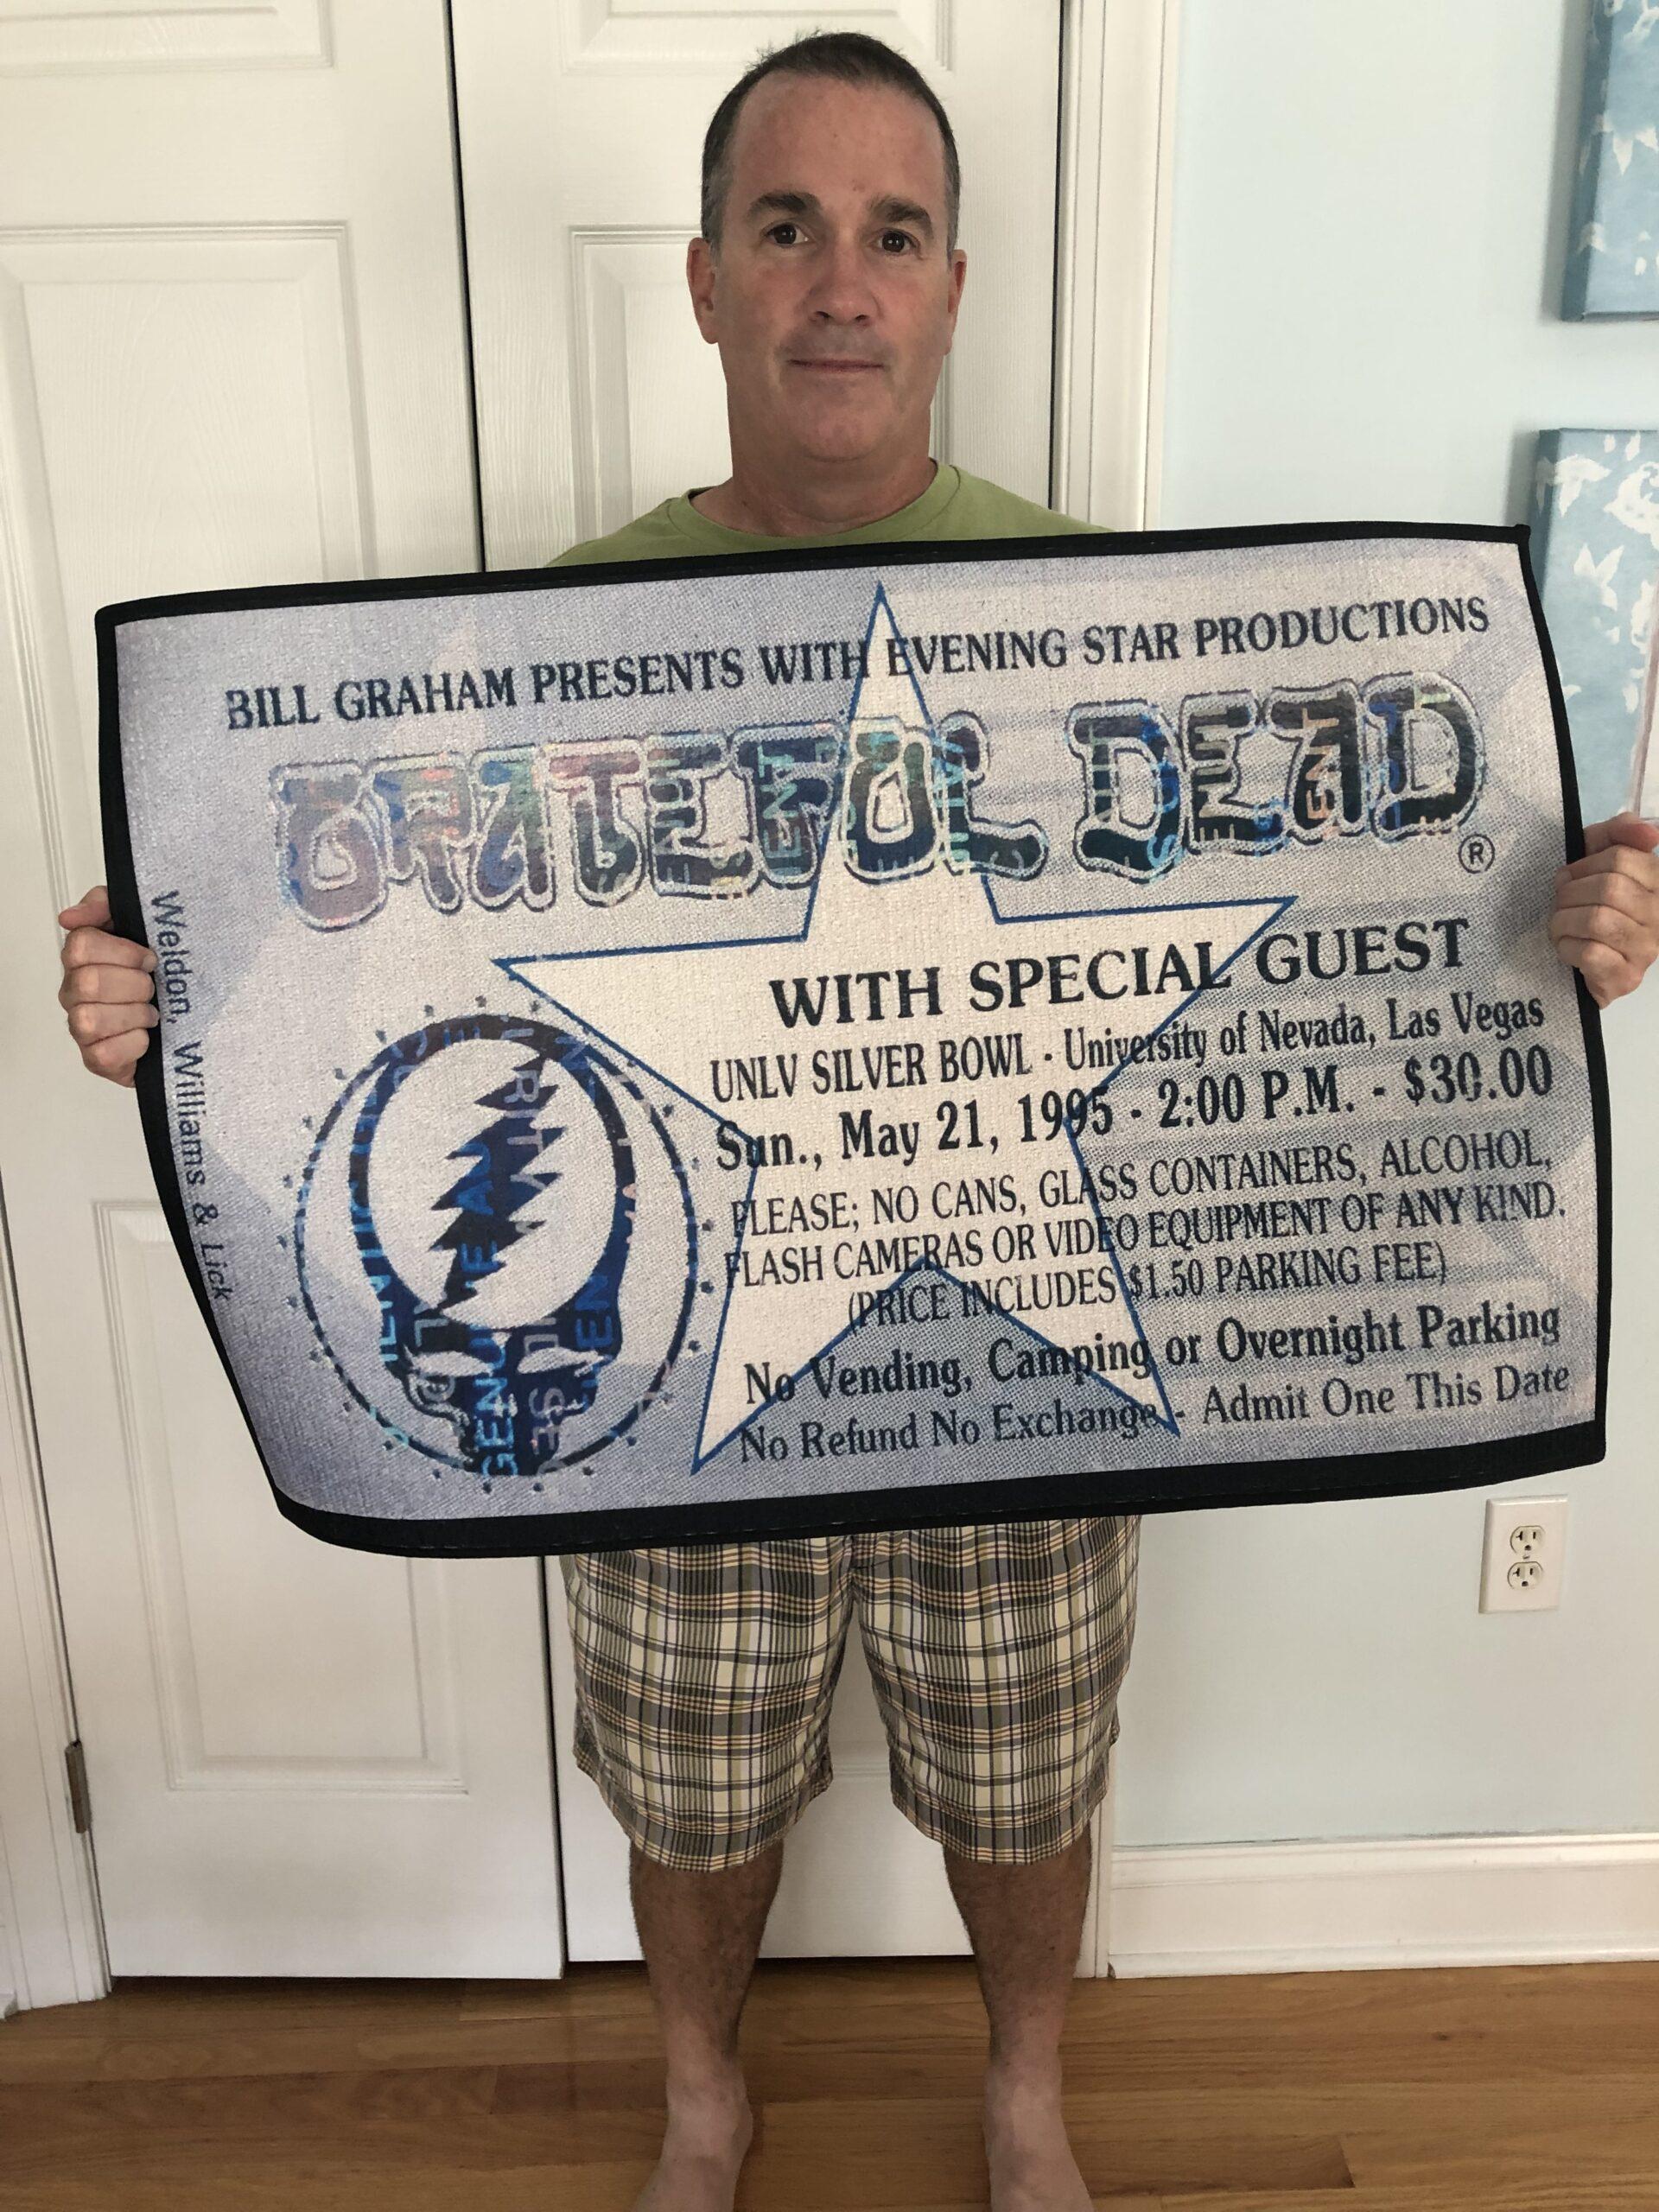 BILL GRAHAM PRESENTS WITH EVENING STAR PRODUCTIONS
GRATEFUL DEAD
®
WITH SPECIAL GUEST
UNLV SILVER BOWL - University of Nevada, Las Vegas
Sun., May 21, 1995 - 2:00 P.M. - $30.00
PLEASE; NO CANS, GLASS CONTAINERS, ALCOHOL,
FLASH CAMERAS OR VIDEO EQUIPMENT OF ANY KIND.
(PRICE INCLUDES $1.50 PARKING FEE)
No Vending, Camping or Overnight Parking
No Refund No Exchange - Admit One This Date
Weldon, Williams & Lick